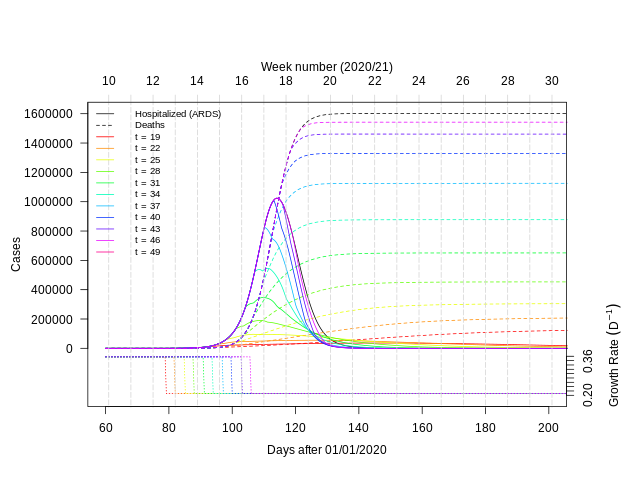 Week number (2020/21)
10 12 14 16 18 20 22 24 26 28 30
1600000
1400000
1200000
1000000
800000
600000
400000
200000
0
Cases
Hospitalized (ARDS)
Deaths
t = 19
t = 22
t = 25
t = 28
t = 31
t = 34
t = 37
t = 40
t = 43
t = 46
t = 49
0.20 0.36
Growth Rate (D⁻¹)
60 80 100 120 140 160 180 200
Days after 01/01/2020